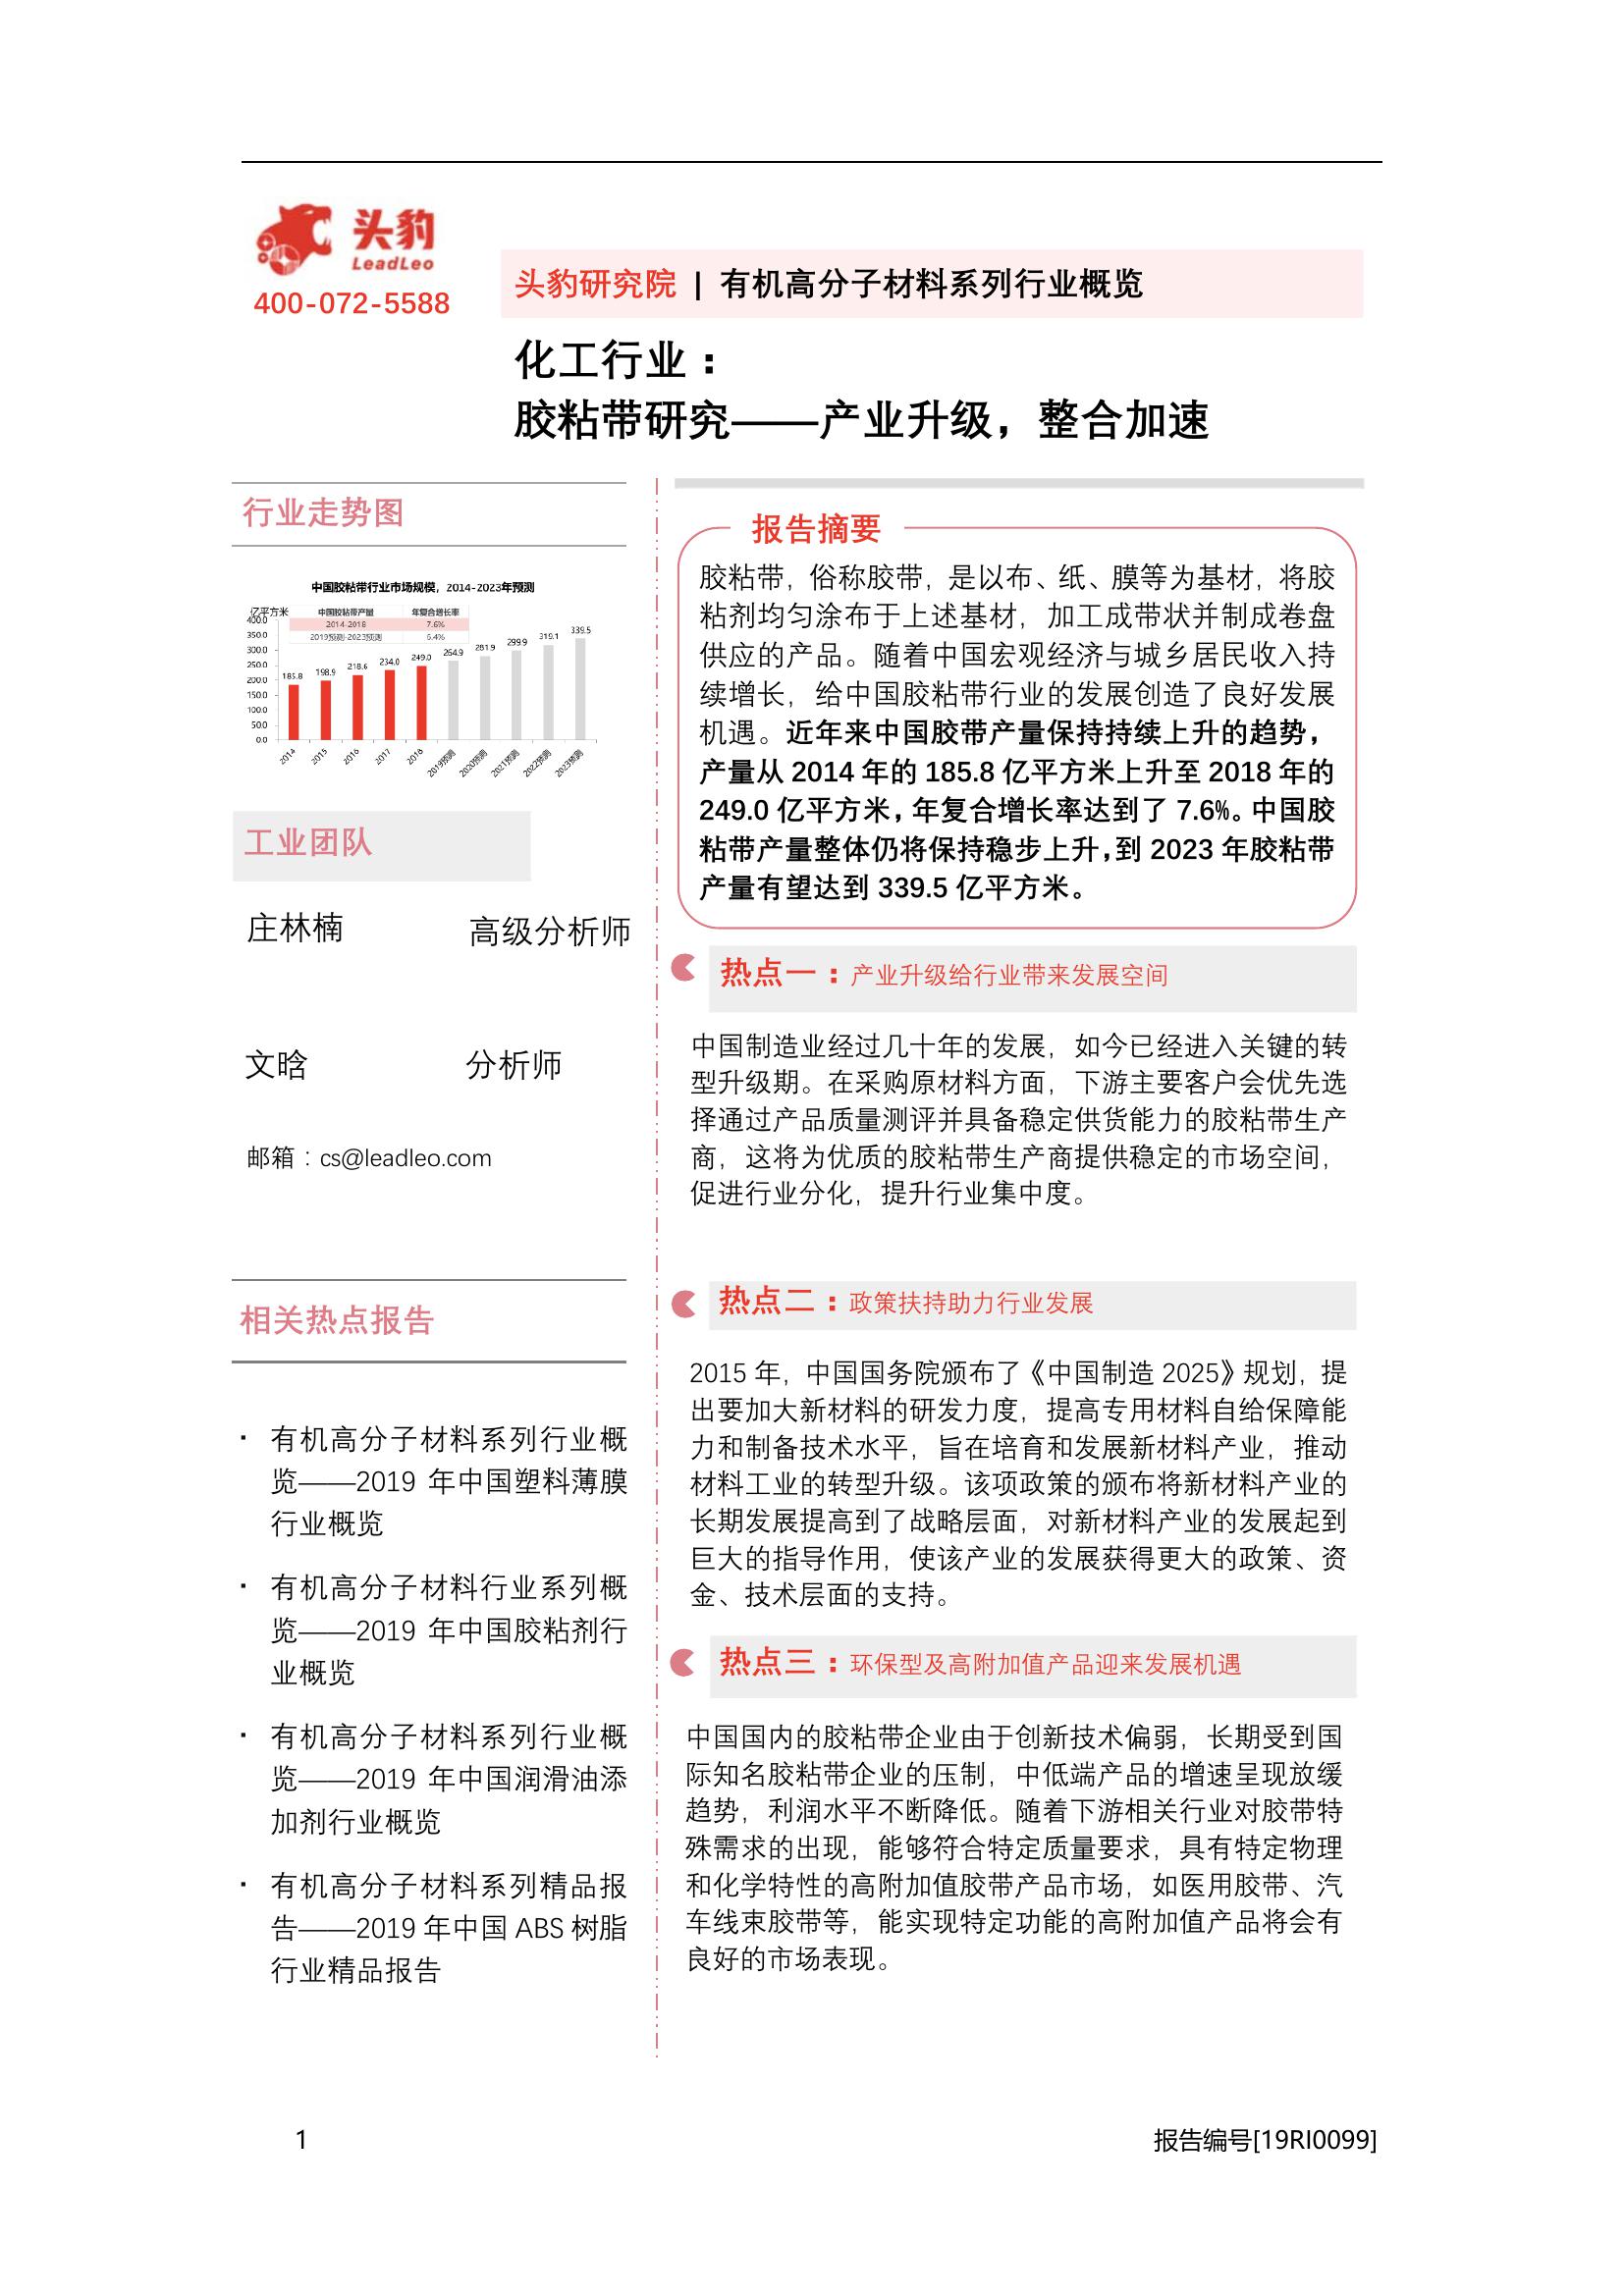 头豹
LeadLeo
400-072-5588
头豹研究院 | 有机高分子材料系列行业概览
化工行业：
胶粘带研究——产业升级，整合加速
行业走势图
中国胶粘带行业市场规模，2014-2023年预测
亿平方米
中国胶粘带产量 年复合增长率
2014-2018 7.6%
2019预测-2023预测 6.4%
400.0
350.0
300.0
250.0
200.0
150.0
100.0
50.0
0.0
185.8 198.9 218.6 234.0 249.0 264.9 281.9 299.9 319.1 339.5
2014 2015 2016 2017 2018 2019预测 2020预测 2021预测 2022预测 2023预测
工业团队
庄林楠 高级分析师
文晗 分析师
邮箱：cs@leadleo.com
相关热点报告
· 有机高分子材料系列行业概
览——2019 年中国塑料薄膜
行业概览
· 有机高分子材料行业系列概
览——2019 年中国胶粘剂行
业概览
· 有机高分子材料系列行业概
览——2019 年中国润滑油添
加剂行业概览
· 有机高分子材料系列精品报
告——2019 年中国 ABS 树脂
行业精品报告
报告摘要
胶粘带，俗称胶带，是以布、纸、膜等为基材，将胶
粘剂均匀涂布于上述基材，加工成带状并制成卷盘
供应的产品。随着中国宏观经济与城乡居民收入持
续增长，给中国胶粘带行业的发展创造了良好发展
机遇。近年来中国胶带产量保持持续上升的趋势，
产量从 2014 年的 185.8 亿平方米上升至 2018 年的
249.0 亿平方米，年复合增长率达到了 7.6%。中国胶
粘带产量整体仍将保持稳步上升，到 2023 年胶粘带
产量有望达到 339.5 亿平方米。
热点一：产业升级给行业带来发展空间
中国制造业经过几十年的发展，如今已经进入关键的转
型升级期。在采购原材料方面，下游主要客户会优先选
择通过产品质量测评并具备稳定供货能力的胶粘带生产
商，这将为优质的胶粘带生产商提供稳定的市场空间，
促进行业分化，提升行业集中度。
热点二：政策扶持助力行业发展
2015 年，中国国务院颁布了《中国制造 2025》规划，提
出要加大新材料的研发力度，提高专用材料自给保障能
力和制备技术水平，旨在培育和发展新材料产业，推动
材料工业的转型升级。该项政策的颁布将新材料产业的
长期发展提高到了战略层面，对新材料产业的发展起到
巨大的指导作用，使该产业的发展获得更大的政策、资
金、技术层面的支持。
热点三：环保型及高附加值产品迎来发展机遇
中国国内的胶粘带企业由于创新技术偏弱，长期受到国
际知名胶粘带企业的压制，中低端产品的增速呈现放缓
趋势，利润水平不断降低。随着下游相关行业对胶带特
殊需求的出现，能够符合特定质量要求，具有特定物理
和化学特性的高附加值胶带产品市场，如医用胶带、汽
车线束胶带等，能实现特定功能的高附加值产品将会有
良好的市场表现。
1
报告编号[19RI0099]